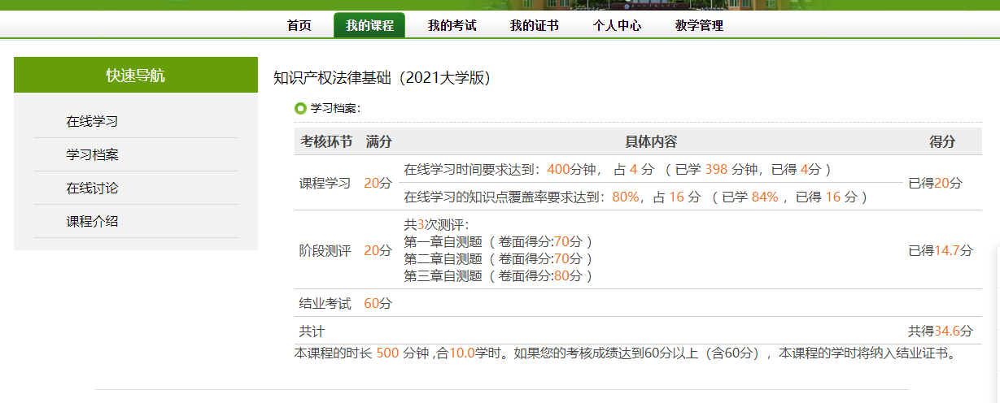 首页 我的课程 我的考试 我的证书 个人中心 教学管理
快速导航
在线学习
学习档案
在线讨论
课程介绍
知识产权法律基础（2021大学版）
学习档案：
考核环节 满分 具体内容 得分
课程学习 20分 在线学习时间要求达到：400分钟， 占 4 分 （ 已学 398 分钟，已得 4分 ）
在线学习的知识点覆盖率要求达到：80%，占 16 分 （ 已学 84% ，已得 16 分 ） 已得20分
阶段测评 20分 共3次测评：
第一章自测题（ 卷面得分:70分 ）
第二章自测题（ 卷面得分:70分 ）
第三章自测题（ 卷面得分:80分 ）
已得14.7分
结业考试 60分
共计 共得34.6分
本课程的时长 500 分钟 ,合10.0学时。如果您的考核成绩达到60分以上（含60分），本课程的学时将纳入结业证书。